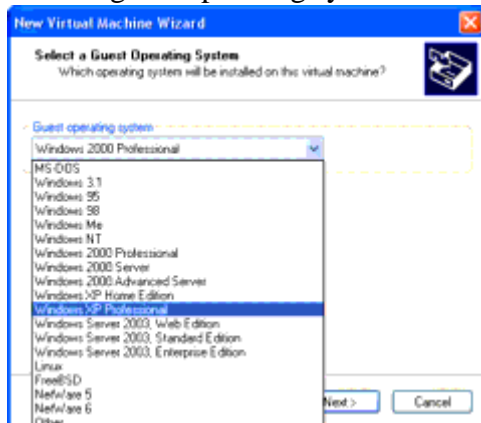 New Virtual Machine Wizard
Select a Guest Operating System
Which operating system will be installed on this virtual machine?
Guest operating system
Windows 2000 Professional
MS-DOS
Windows 3.1
Windows 95
Windows 98
Windows Me
Windows NT
Windows 2000 Professional
Windows 2000 Server
Windows 2000 Advanced Server
Windows XP Home Edition
Windows XP Professional
Windows Server 2003, Web Edition
Windows Server 2003, Standard Edition
Windows Server 2003, Enterprise Edition
Linux
FreeBSD
NetWare 5
NetWare 6
Other
Next > Cancel